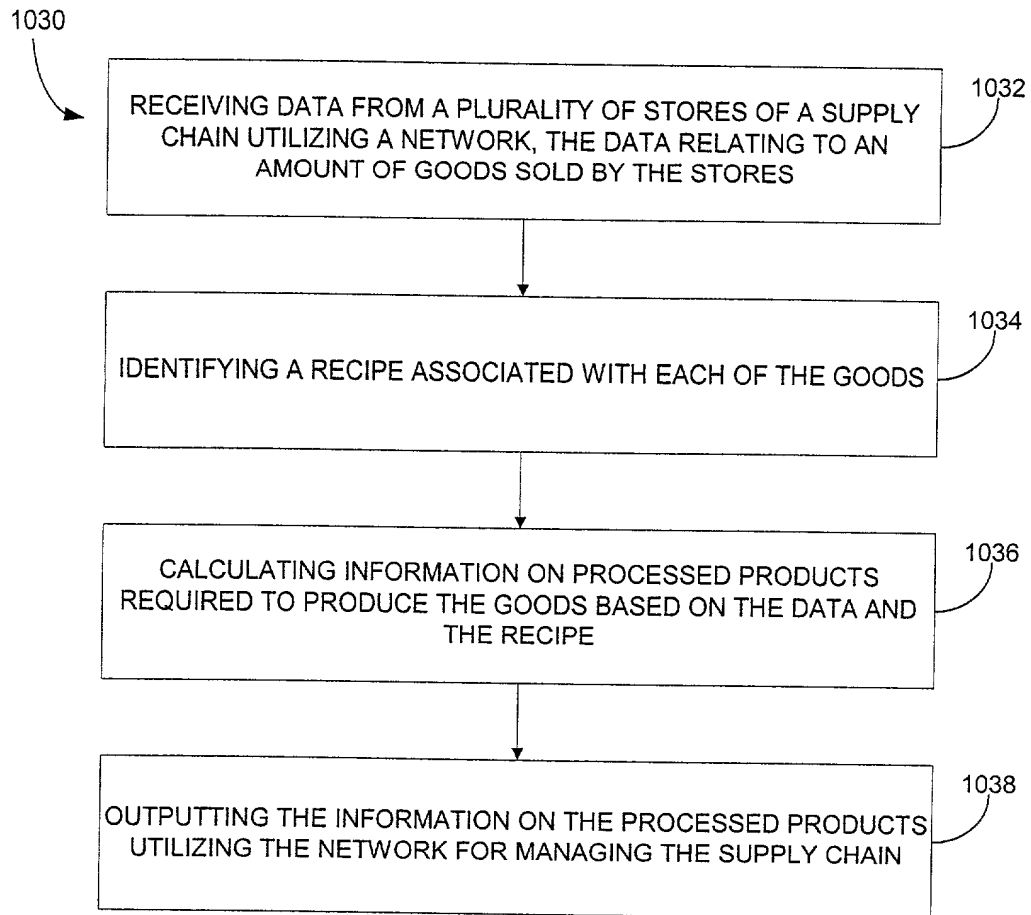 1030
1032
RECEIVING DATA FROM A PLURALITY OF STORES OF A SUPPLY
CHAIN UTILIZING A NETWORK, THE DATA RELATING TO AN
AMOUNT OF GOODS SOLD BY THE STORES
1034
IDENTIFYING A RECIPE ASSOCIATED WITH EACH OF THE GOODS
1036
CALCULATING INFORMATION ON PROCESSED PRODUCTS
REQUIRED TO PRODUCE THE GOODS BASED ON THE DATA AND
THE RECIPE
1038
OUTPUTTING THE INFORMATION ON THE PROCESSED PRODUCTS
UTILIZING THE NETWORK FOR MANAGING THE SUPPLY CHAIN